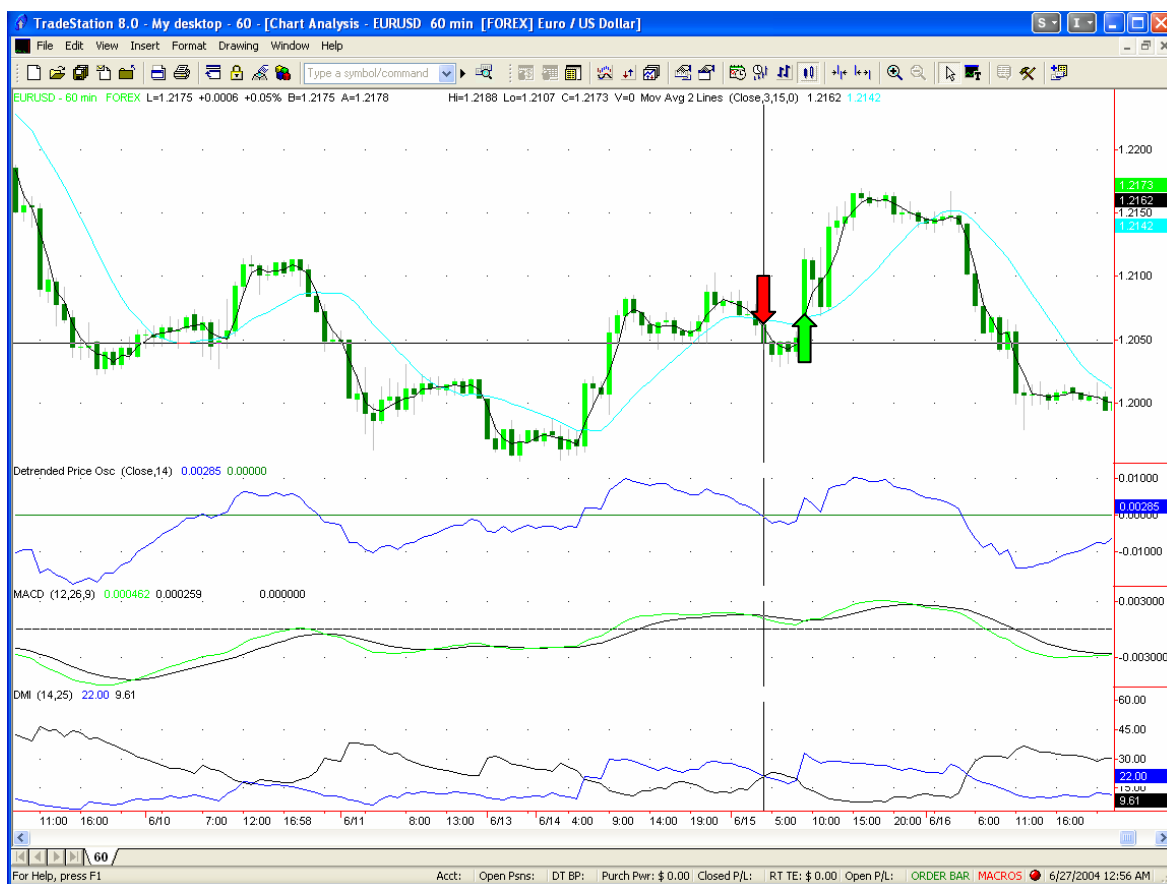 TradeStation 8.0 - My desktop - 60 - [Chart Analysis - EURUSD 60 min [FOREX] Euro / US Dollar]
S I
File Edit View Insert Format Drawing Window Help
Type a symbol/command
EURUSD - 60 min FOREX L=1.2175 +0.0006 +0.05% B=1.2175 A=1.2178 Hi=1.2188 Lo=1.2107 C=1.2173 V=0 Mov Avg 2 Lines (Close,3,15,0) 1.2162 1.2142
1.2200
1.2173
1.2162
1.2150
1.2142
1.2100
1.2050
1.2000
Detrended Price Osc (Close,14) 0.00285 0.00000
0.01000
0.00285
0.00000
-0.01000
MACD (12,26,9) 0.000462 0.000259 0.000000
0.003000
-0.003000
DMI (14,25) 22.00 9.61
60.00
45.00
30.00
22.00
15.00
9.61
11:00 16:00 6/10 7:00 12:00 16:58 6/11 8:00 13:00 6/13 6/14 4:00 9:00 14:00 19:00 6/15 5:00 10:00 15:00 20:00 6/16 6:00 11:00 16:00
60
For Help, press F1 Acct: Open Psns: DT BP: Purch Pwr: $ 0.00 Closed P/L: RT TE: $ 0.00 Open P/L: ORDER BAR MACROS 6/27/2004 12:56 AM